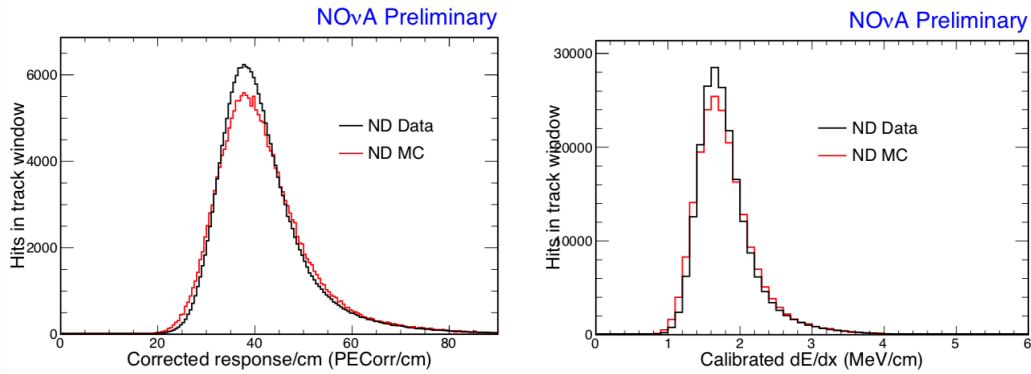 NOνA Preliminary
6000
4000
2000
0
Hits in track window
ND Data
ND MC
0 20 40 60 80
Corrected response/cm (PECorr/cm)
NOνA Preliminary
30000
20000
10000
0
Hits in track window
ND Data
ND MC
0 1 2 3 4 5 6
Calibrated dE/dx (MeV/cm)